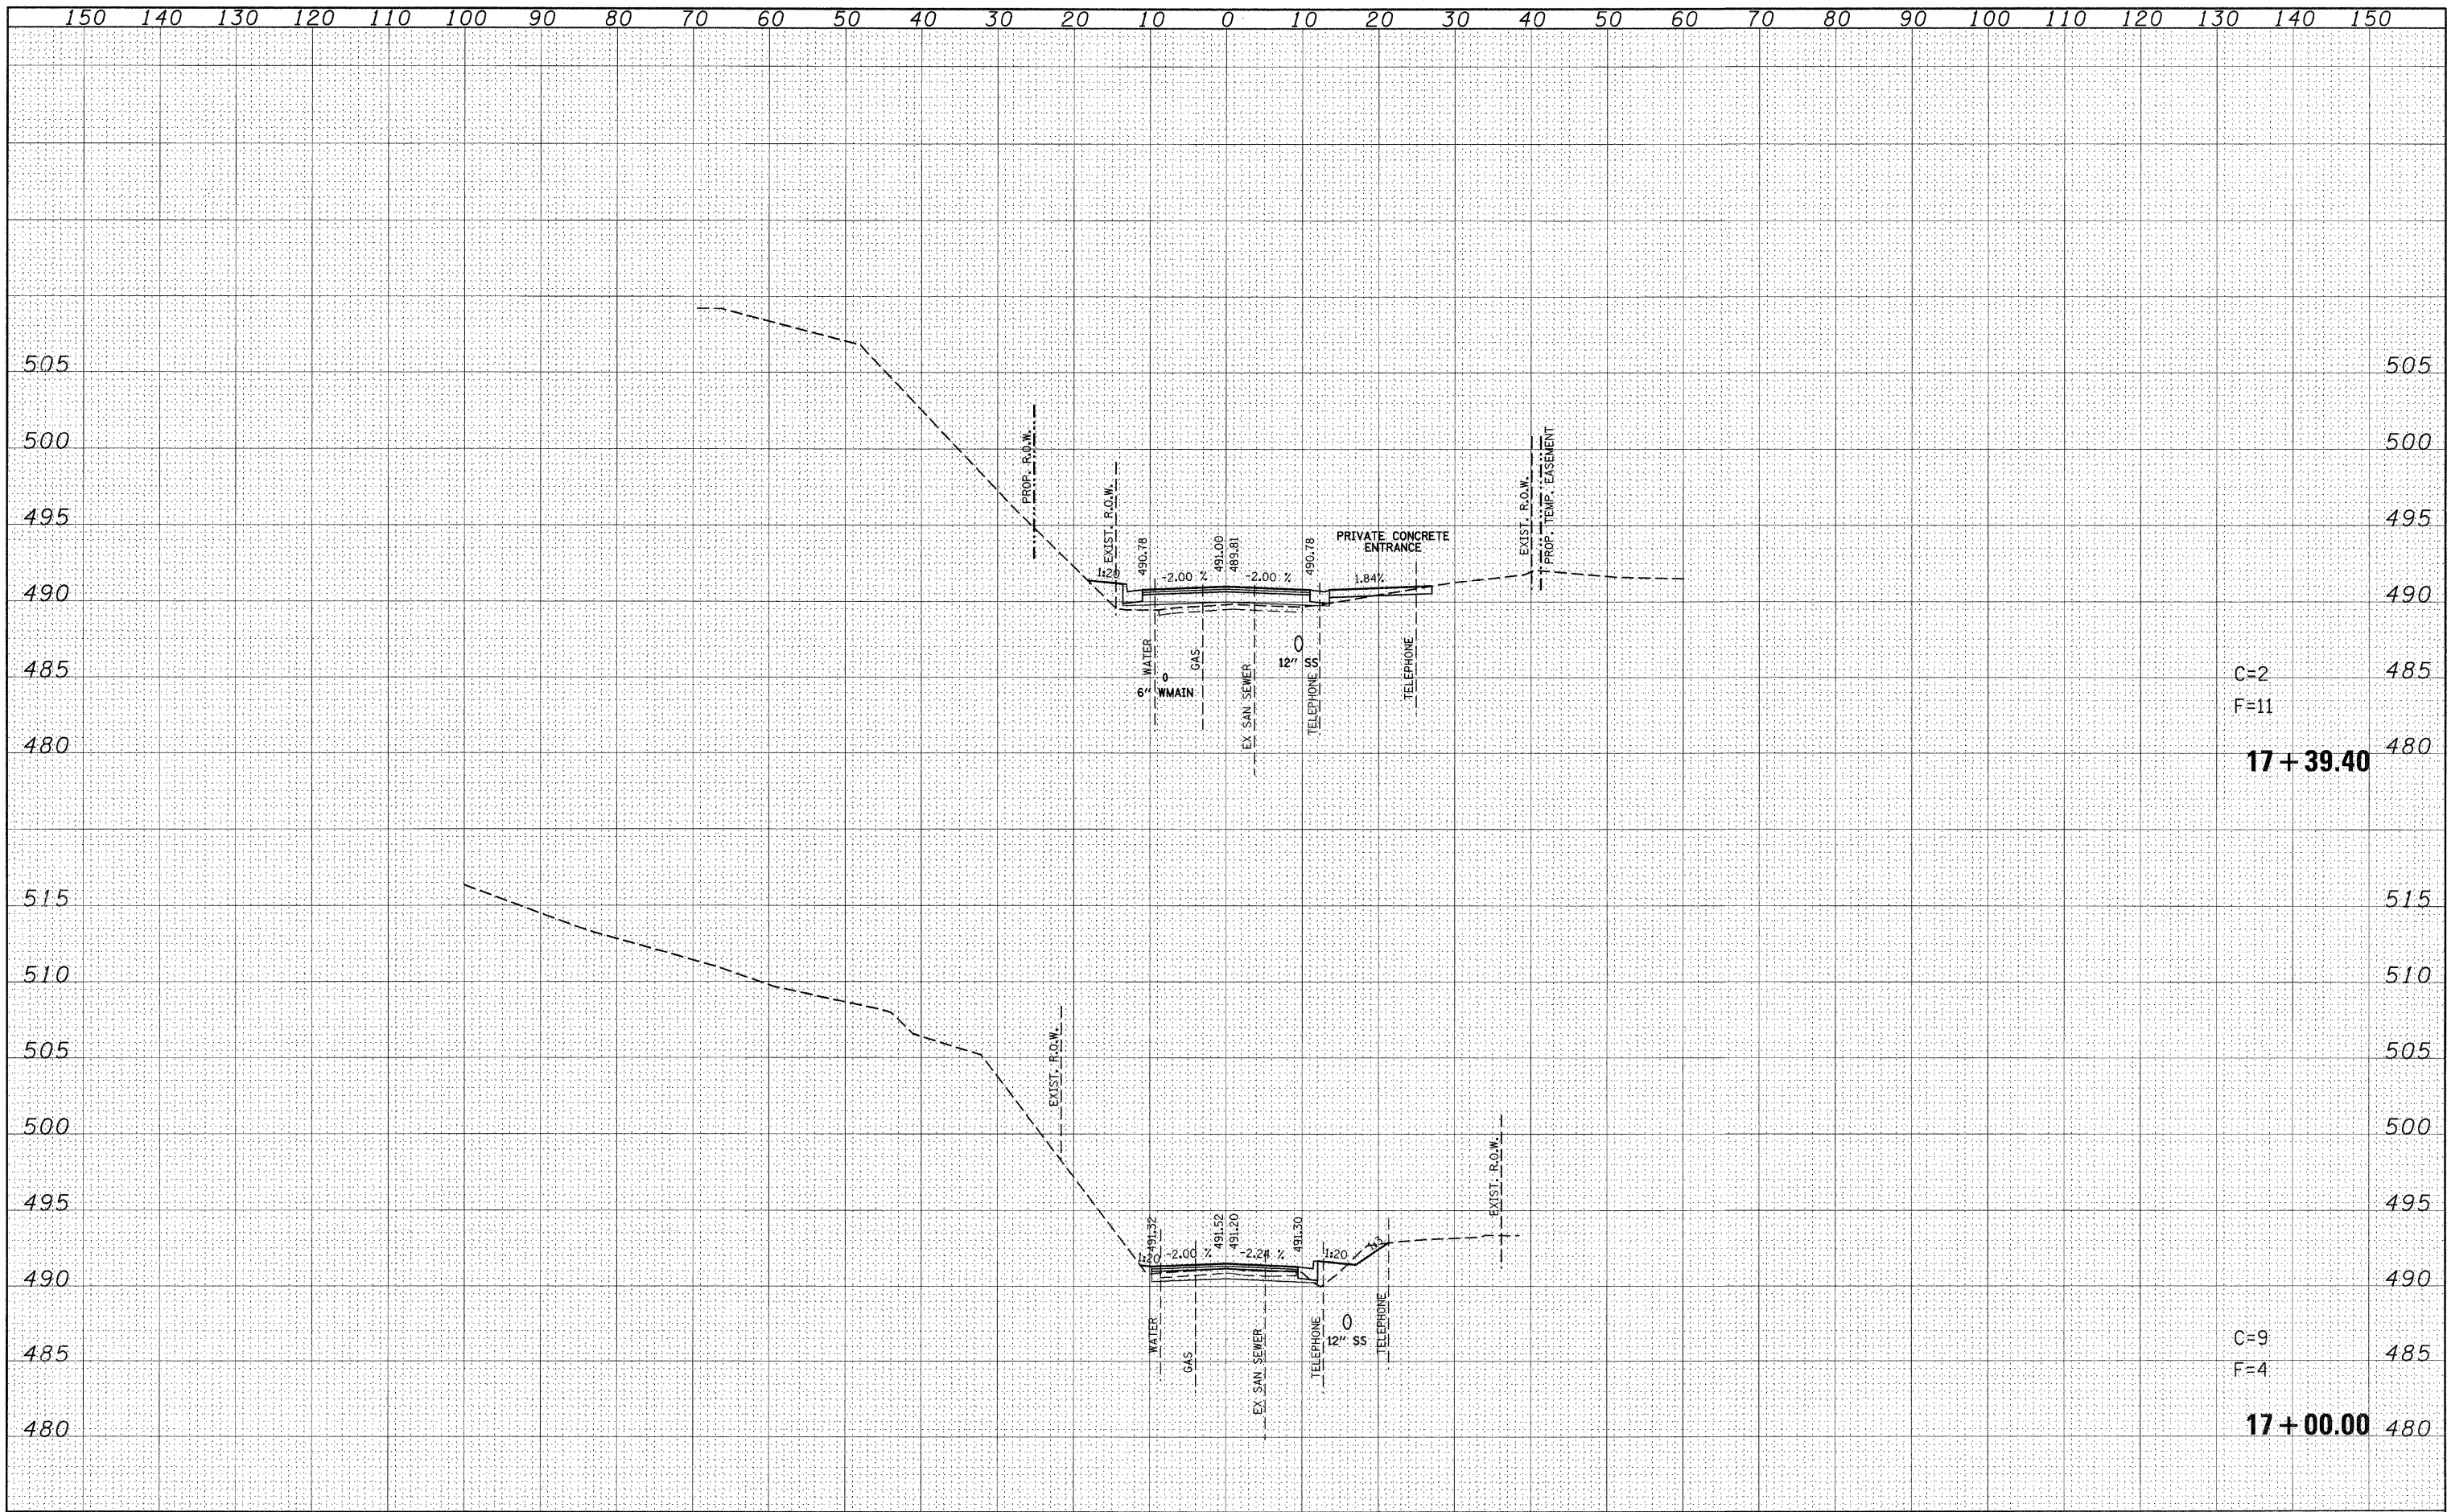 150 140 130 120 110 100 90 80 70 60 50 40 30 20 10 0 10 20 30 40 50 60 70 80 90 100 110 120 130 140 150
505 505
500 500
495 495
490 490
485 485
480 480
PROP. R.O.W.
EXIST. R.O.W.
1:20
490.78
-2.00 %
491.00
489.81
-2.00 %
490.78
PRIVATE CONCRETE
ENTRANCE
1.84%
EXIST. R.O.W.
PROP. TEMP. EASEMENT
WATER
6" WMAIN
GAS
EX SAN SEWER
12" SS
TELEPHONE
TELEPHONE
C=2
F=11
17+39.40
515 515
510 510
505 505
500 500
495 495
490 490
485 485
480 480
EXIST. R.O.W.
1:20
491.32
-2.00 %
491.52
491.20
-2.24 %
491.30
1:20
1:3
EXIST. R.O.W.
WATER
GAS
EX SAN SEWER
TELEPHONE
12" SS
TELEPHONE
C=9
F=4
17+00.00